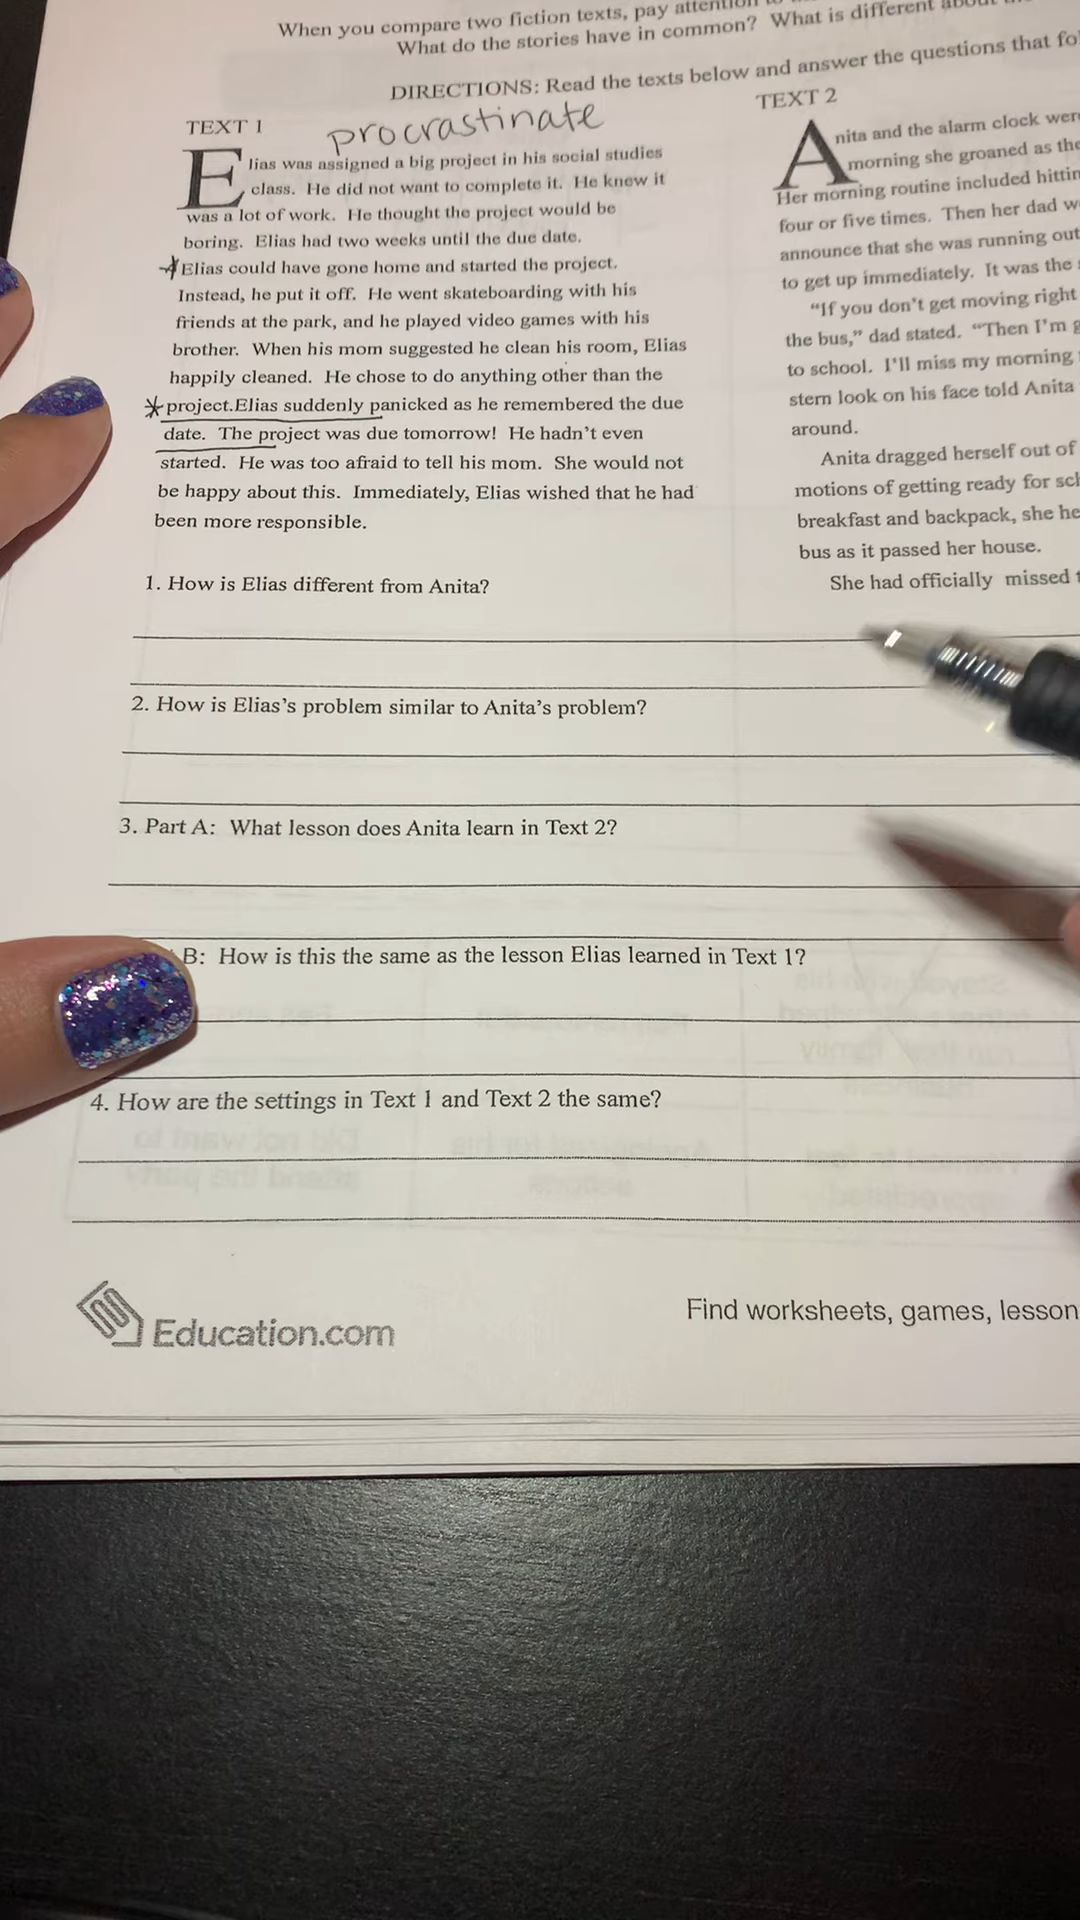 When you compare two fiction texts, pay attention to
What do the stories have in common? What is different about
DIRECTIONS: Read the texts below and answer the questions that
TEXT 1
procrastinate
Elias was assigned a big project in his social studies
class. He did not want to complete it. He knew it
was a lot of work. He thought the project would be
boring. Elias had two weeks until the due date.
Elias could have gone home and started the project.
Instead, he put it off. He went skateboarding with his
friends at the park, and he played video games with his
brother. When his mom suggested he clean his room, Elias
happily cleaned. He chose to do anything other than the
project.Elias suddenly panicked as he remembered the due
date. The project was due tomorrow! He hadn't even
started. He was too afraid to tell his mom. She would not
be happy about this. Immediately, Elias wished that he had
been more responsible.
TEXT 2
Anita and the alarm clock were
morning she groaned as the
Her morning routine included hittin
four or five times. Then her dad
announce that she was running out
to get up immediately. It was the
"If you don't get moving right
the bus," dad stated. "Then I'm
to school. I'll miss my morning
stern look on his face told Anita
around.
Anita dragged herself out of
motions of getting ready for
breakfast and backpack, she
bus as it passed her house.
She had officially missed
1. How is Elias different from Anita?
2. How is Elias's problem similar to Anita's problem?
3. Part A: What lesson does Anita learn in Text 2?
B: How is this the same as the lesson Elias learned in Text 1?
4. How are the settings in Text 1 and Text 2 the same?
Education.com
Find worksheets, games, lesson